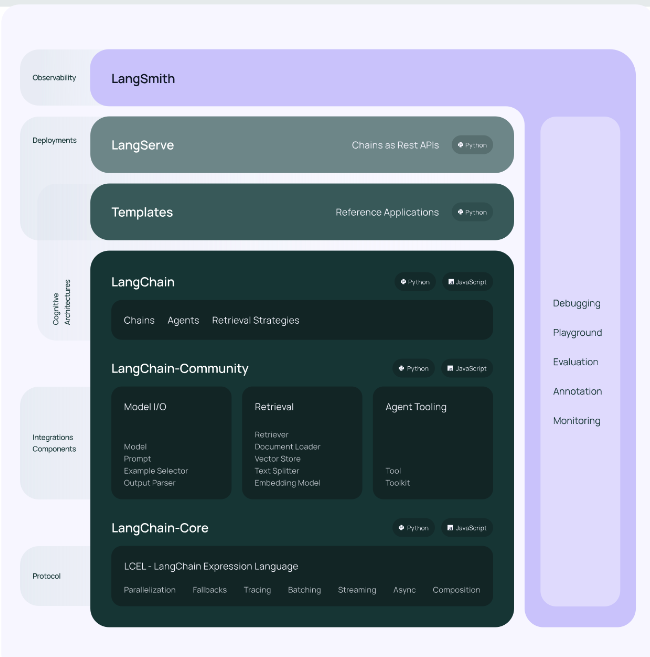 Observability
LangSmith
Deployments
LangServe
Chains as Rest APIs
Python
Templates
Reference Applications
Python
Cognitive
Architectures
LangChain
Python
JavaScript
Chains Agents Retrieval Strategies
LangChain-Community
Python
JavaScript
Integrations
Components
Model I/O
Model
Prompt
Example Selector
Output Parser
Retrieval
Retriever
Document Loader
Vector Store
Text Splitter
Embedding Model
Agent Tooling
Tool
Toolkit
LangChain-Core
Python
JavaScript
Protocol
LCEL - LangChain Expression Language
Parallelization Fallbacks Tracing Batching Streaming Async Composition
Debugging
Playground
Evaluation
Annotation
Monitoring